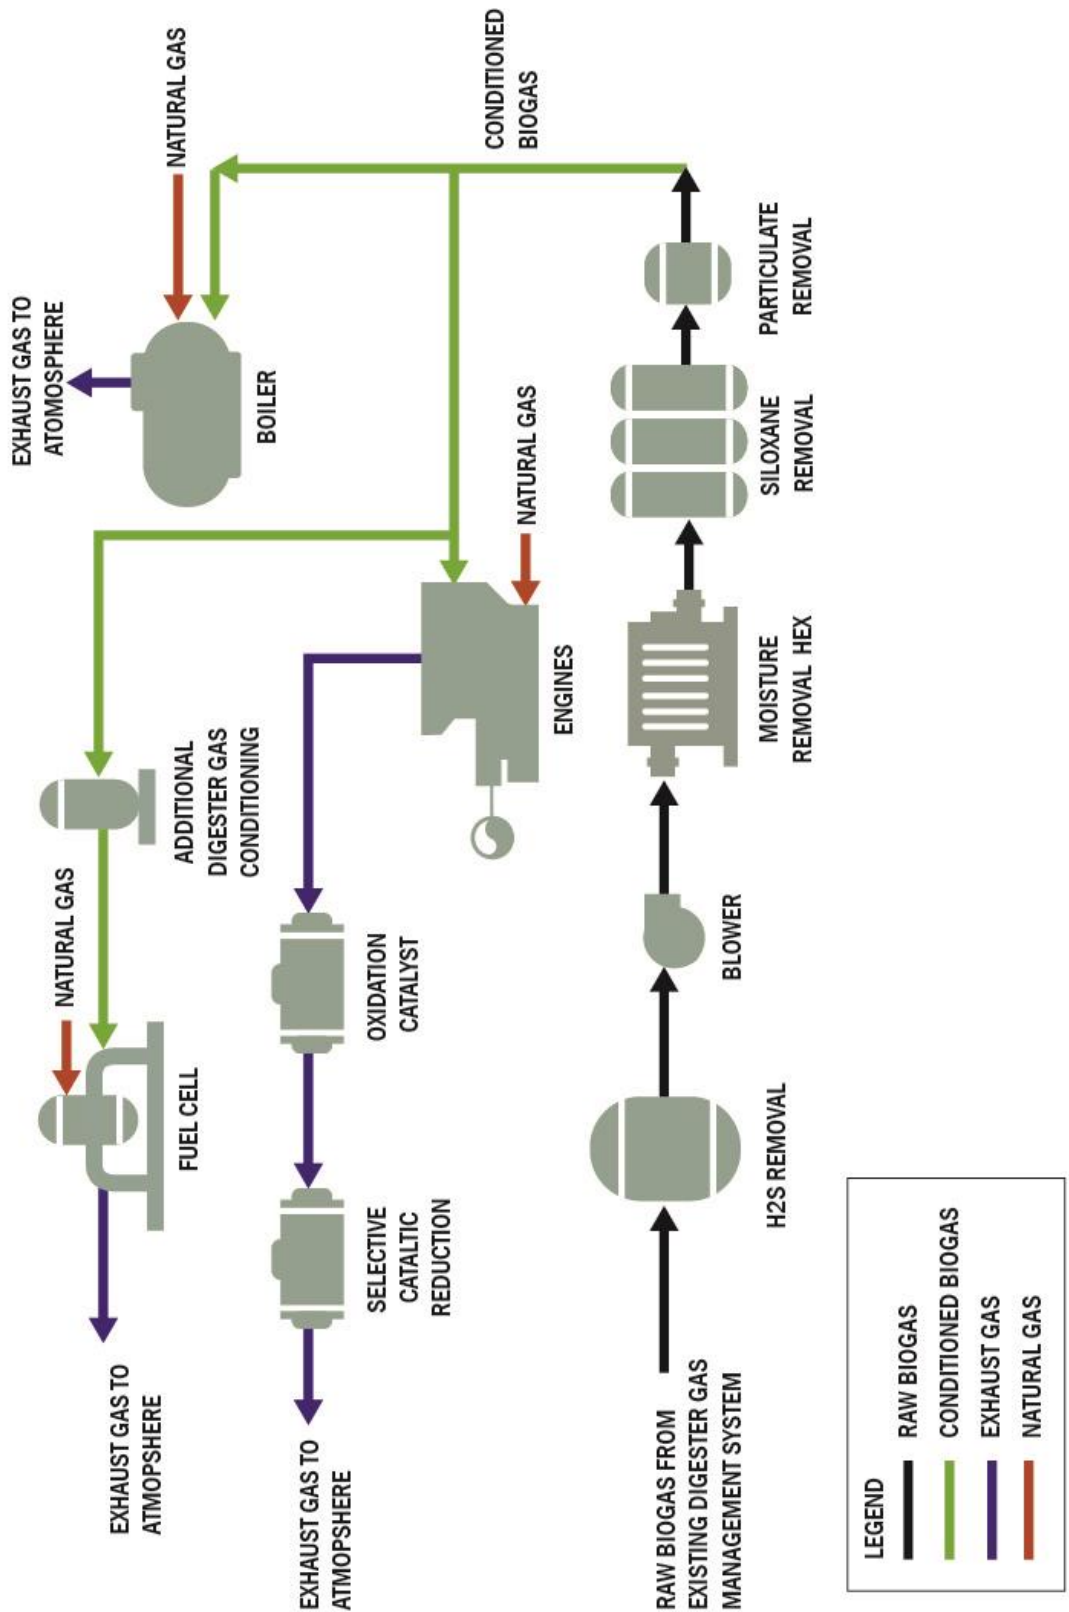 EXHAUST GAS TO
ATMOPSHERE
NATURAL GAS
FUEL CELL
ADDITIONAL
DIGESTER GAS
CONDITIONING
EXHAUST GAS TO
ATOMOSPHERE
BOILER
NATURAL GAS
EXHAUST GAS TO
ATMOPSHERE
SELECTIVE
CATALTIC
REDUCTION
OXIDATION
CATALYST
ENGINES
NATURAL GAS
CONDITIONED
BIOGAS
RAW BIOGAS FROM
EXISTING DIGESTER GAS
MANAGEMENT SYSTEM
H2S REMOVAL
BLOWER
MOISTURE
REMOVAL HEX
SILOXANE
REMOVAL
PARTICULATE
REMOVAL
LEGEND
RAW BIOGAS
CONDITIONED BIOGAS
EXHAUST GAS
NATURAL GAS